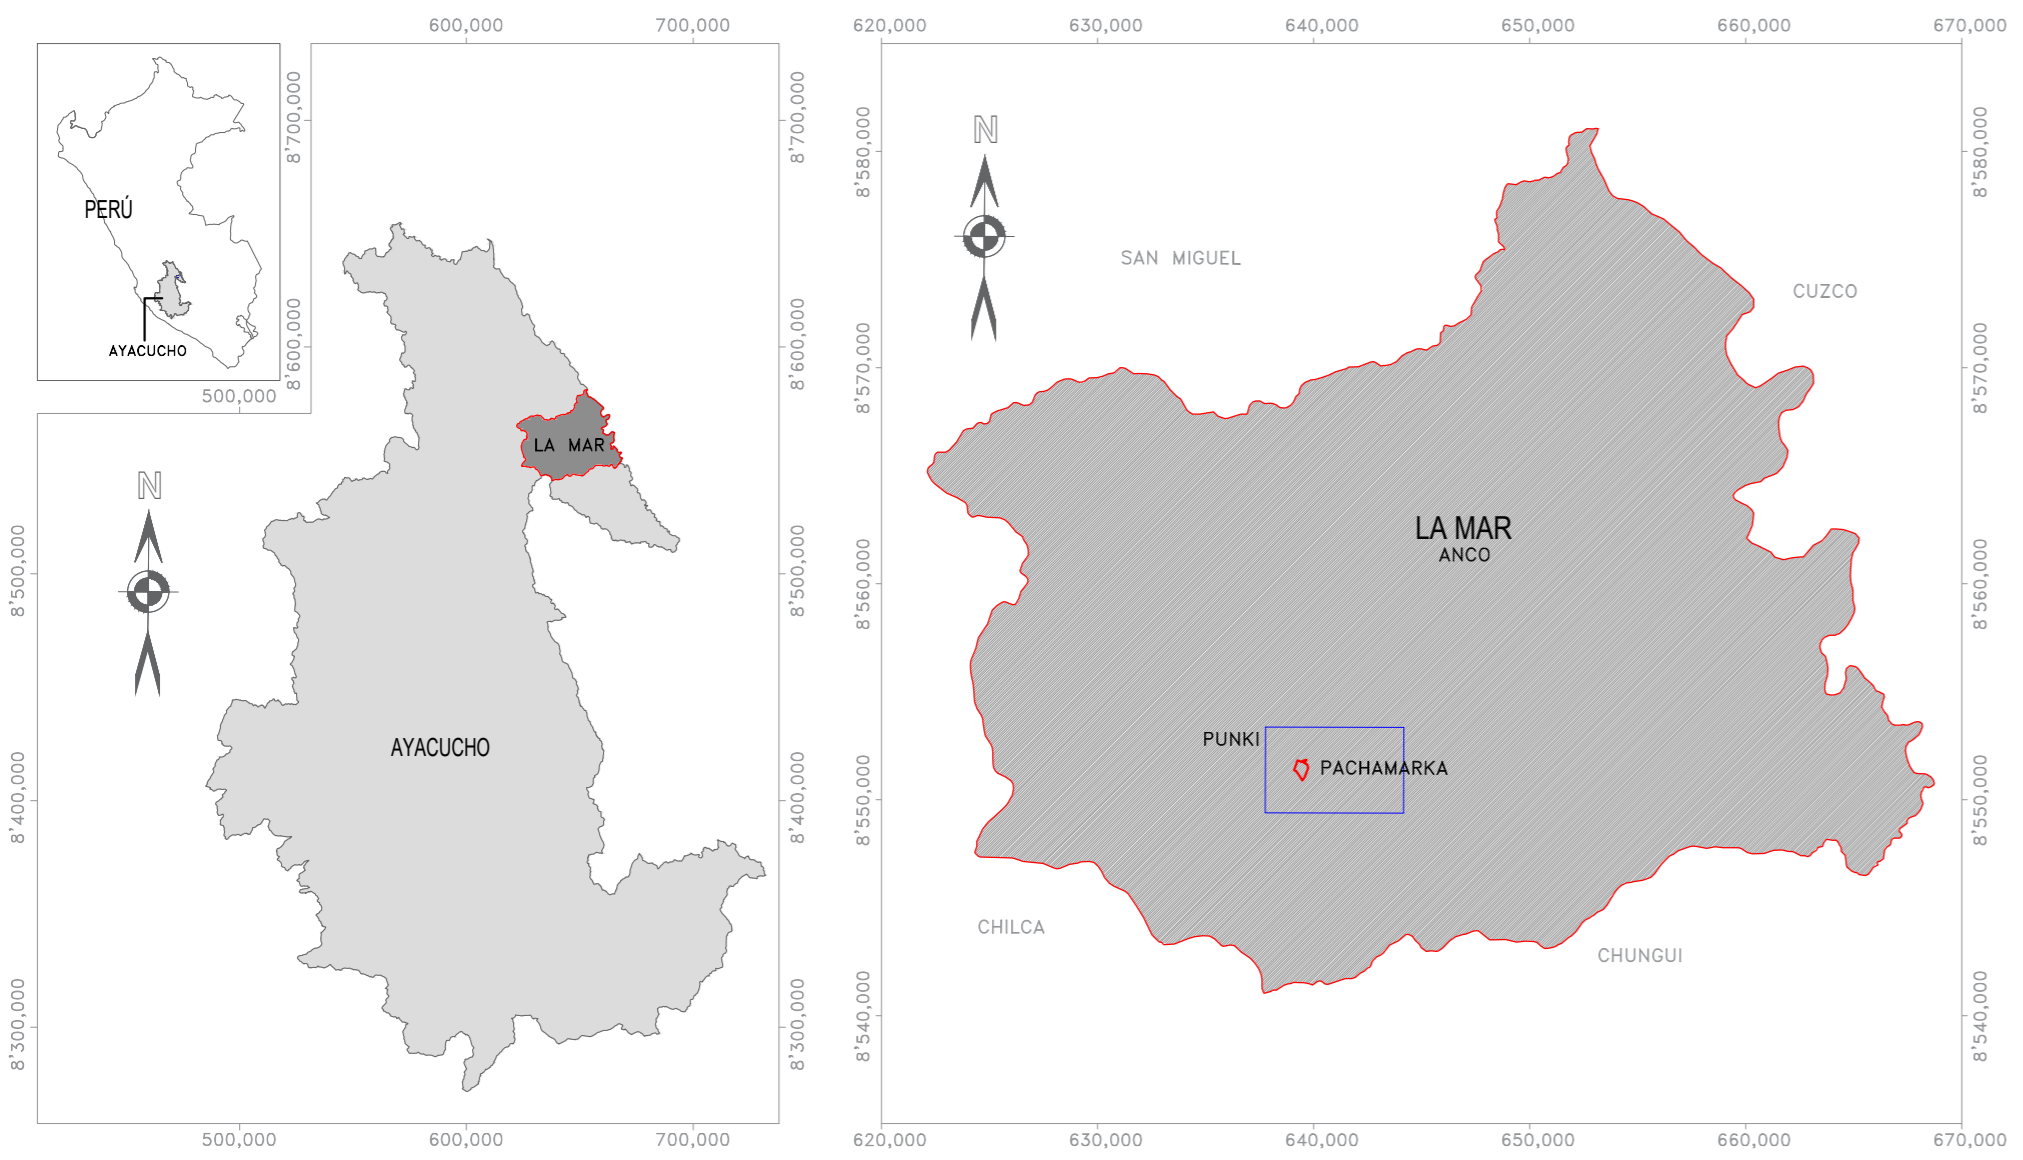 600,000
700,000
8'700,000
8'700,000
PERÚ
AYACUCHO
8'600,000
8'600,000
500,000
LA MAR
N
8'500,000
8'500,000
AYACUCHO
8'400,000
8'400,000
8'300,000
8'300,000
500,000
600,000
700,000
620,000
630,000
640,000
650,000
660,000
670,000
8'580,000
8'580,000
N
SAN MIGUEL
CUZCO
8'570,000
8'570,000
LA MAR
ANCO
8'560,000
8'560,000
PUNKI
PACHAMARKA
8'550,000
8'550,000
CHILCA
CHUNGUI
8'540,000
8'540,000
620,000
630,000
640,000
650,000
660,000
670,000